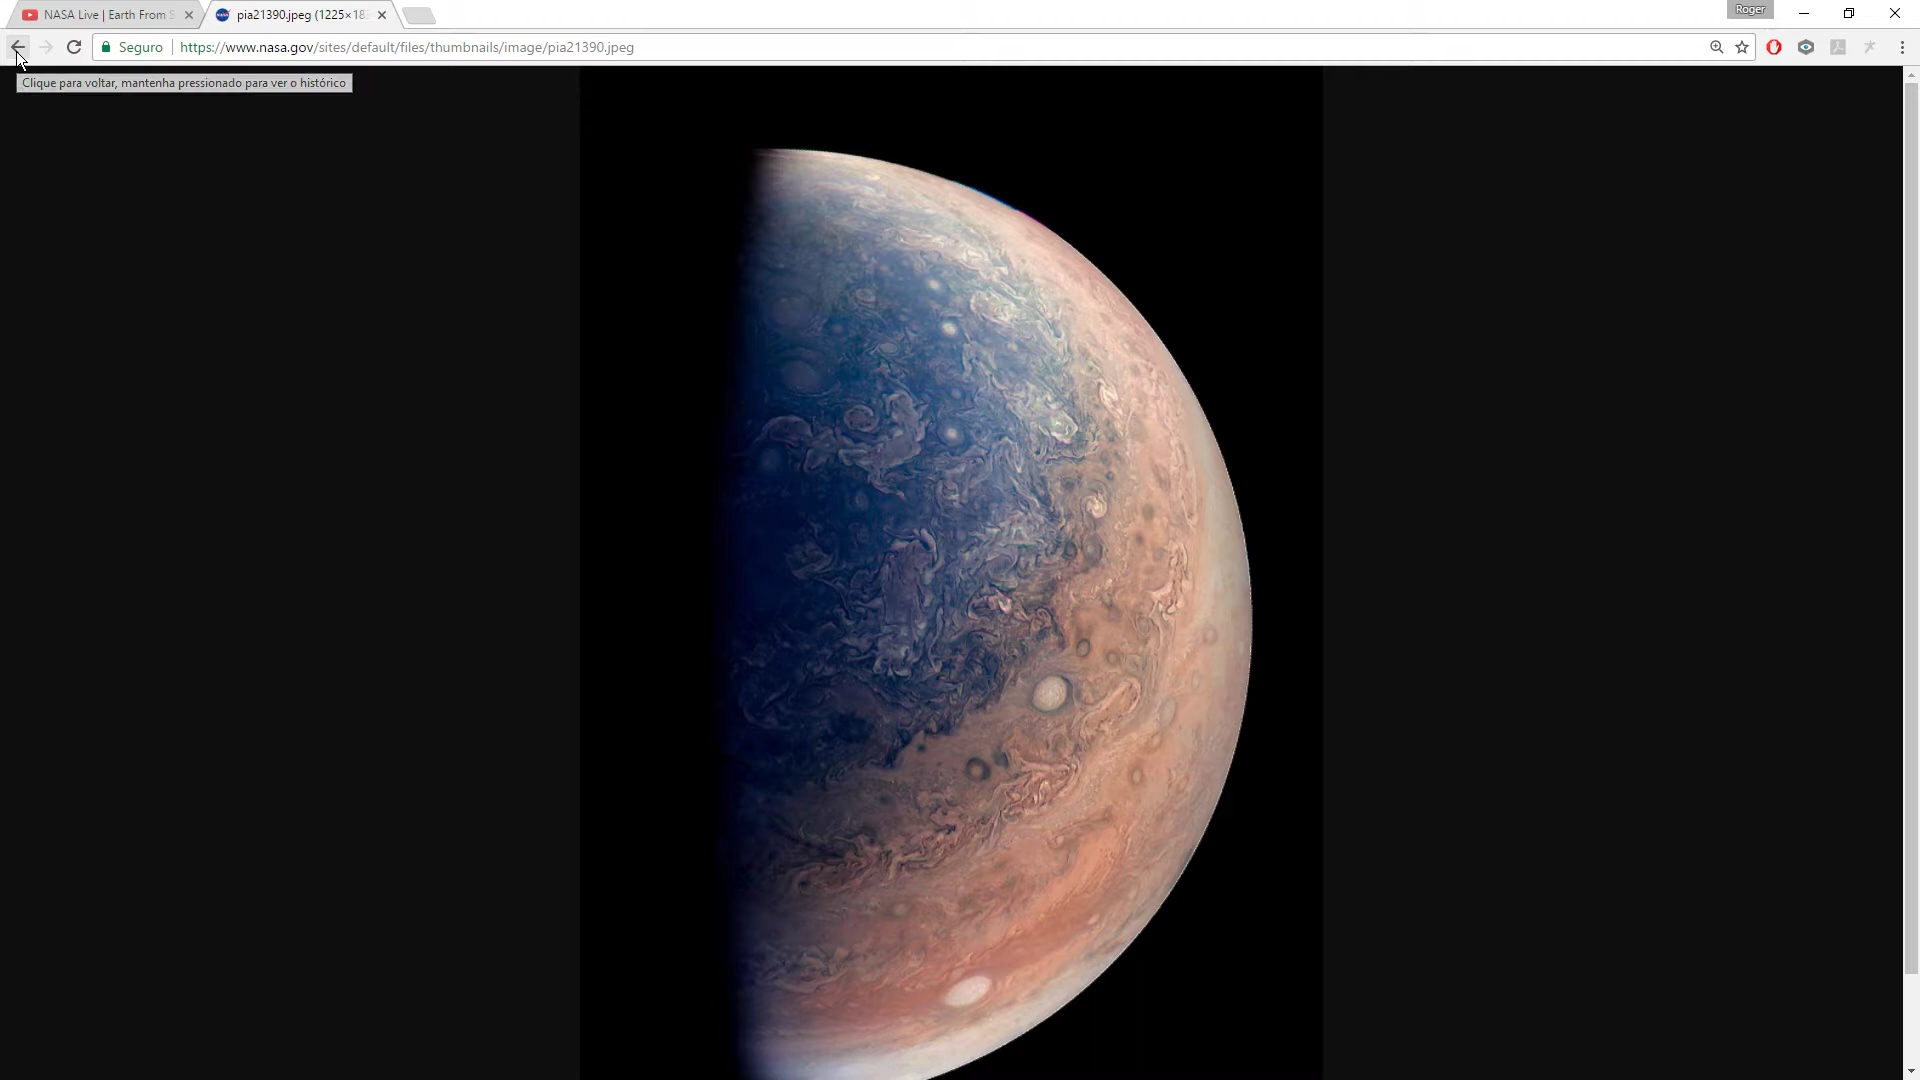 NASA Live | Earth From S
pia21390.jpeg (1225×18
Roger
Seguro
https://www.nasa.gov/sites/default/files/thumbnails/image/pia21390.jpeg
Clique para voltar, mantenha pressionado para ver o histórico